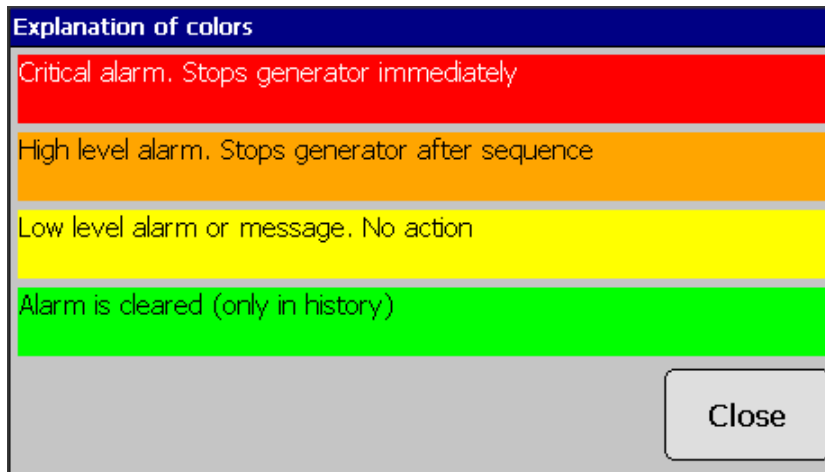 Explanation of colors
Critical alarm. Stops generator immediately
High level alarm. Stops generator after sequence
Low level alarm or message. No action
Alarm is cleared (only in history)
Close